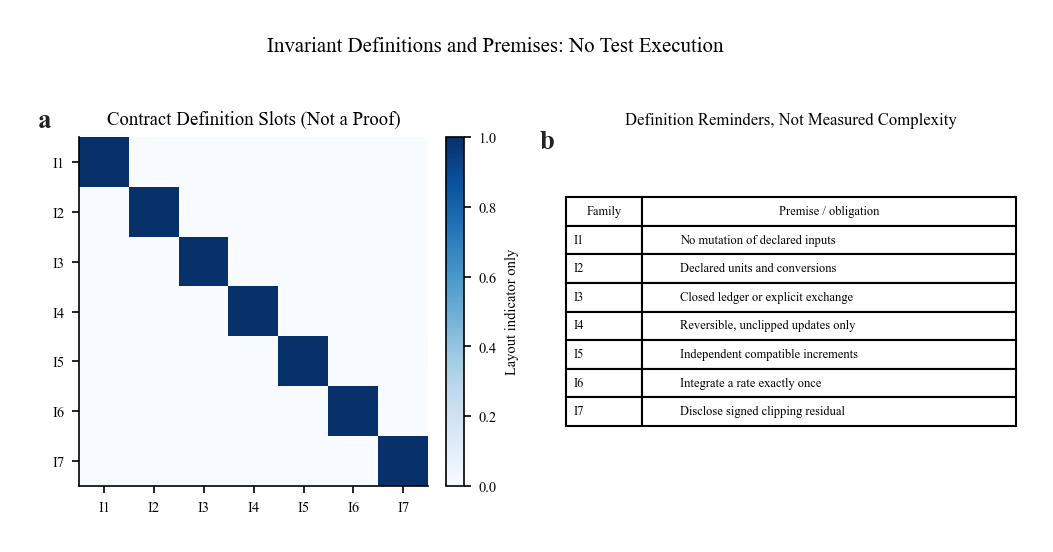 Invariant Definitions and Premises: No Test Execution
a
Contract Definition Slots (Not a Proof)
I1
I2
I3
I4
I5
I6
I7
I1 I2 I3 I4 I5 I6 I7
1.0
0.8
0.6
0.4
0.2
0.0
Layout indicator only
b
Definition Reminders, Not Measured Complexity
Family Premise / obligation
I1 No mutation of declared inputs
I2 Declared units and conversions
I3 Closed ledger or explicit exchange
I4 Reversible, unclipped updates only
I5 Independent compatible increments
I6 Integrate a rate exactly once
I7 Disclose signed clipping residual